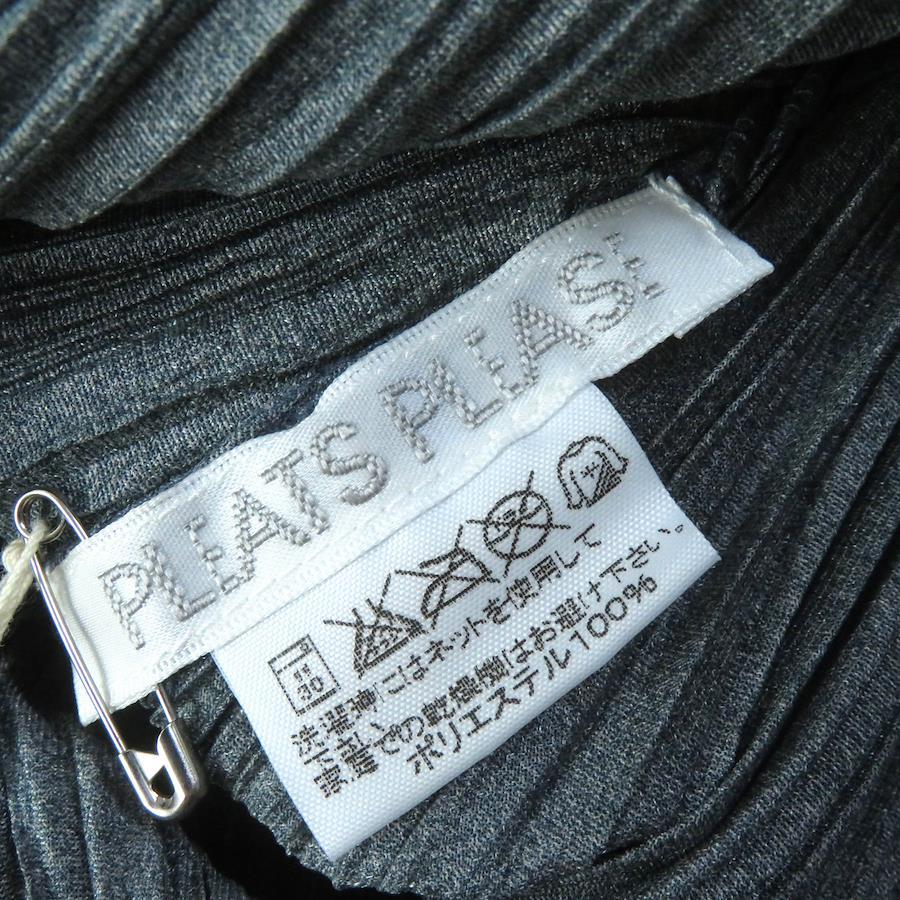 PLEATS PLEASE
弱
30
洗濯時にはネットを使用して
下さい。
家庭での乾燥機はお避け下さい。
ポリエステル100%